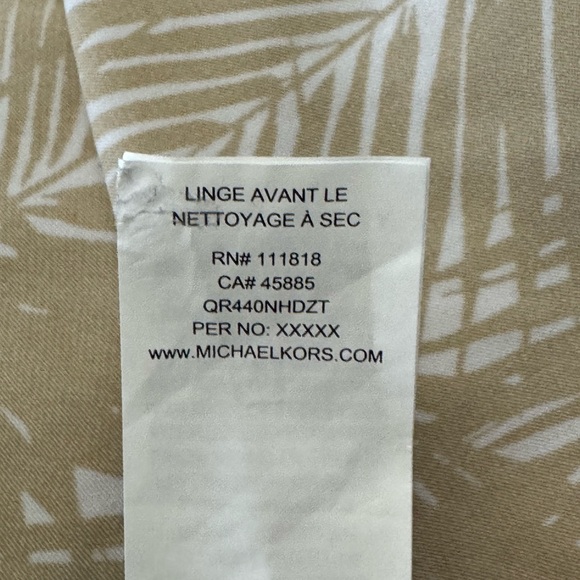 LINGE AVANT LE
NETTOYAGE À SEC
RN# 111818
CA# 45885
QR440NHDZT
PER NO: XXXXX
www.MICHAELKORS.COM